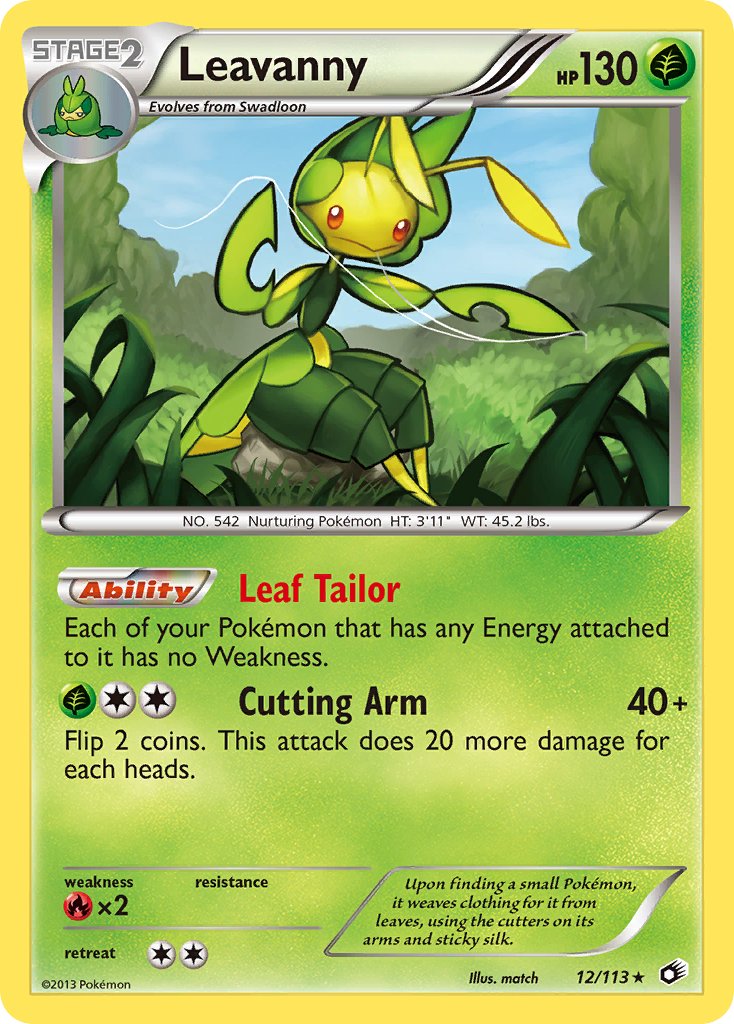 STAGE2
Leavanny
HP130
Evolves from Swadloon
NO. 542 Nurturing Pokémon HT: 3'11" WT: 45.2 lbs.
Ability Leaf Tailor
Each of your Pokémon that has any Energy attached
to it has no Weakness.
Cutting Arm 40+
Flip 2 coins. This attack does 20 more damage for
each heads.
weakness resistance
×2
retreat
Upon finding a small Pokémon,
it weaves clothing for it from
leaves, using the cutters on its
arms and sticky silk.
©2013 Pokémon
Illus. match
12/113★